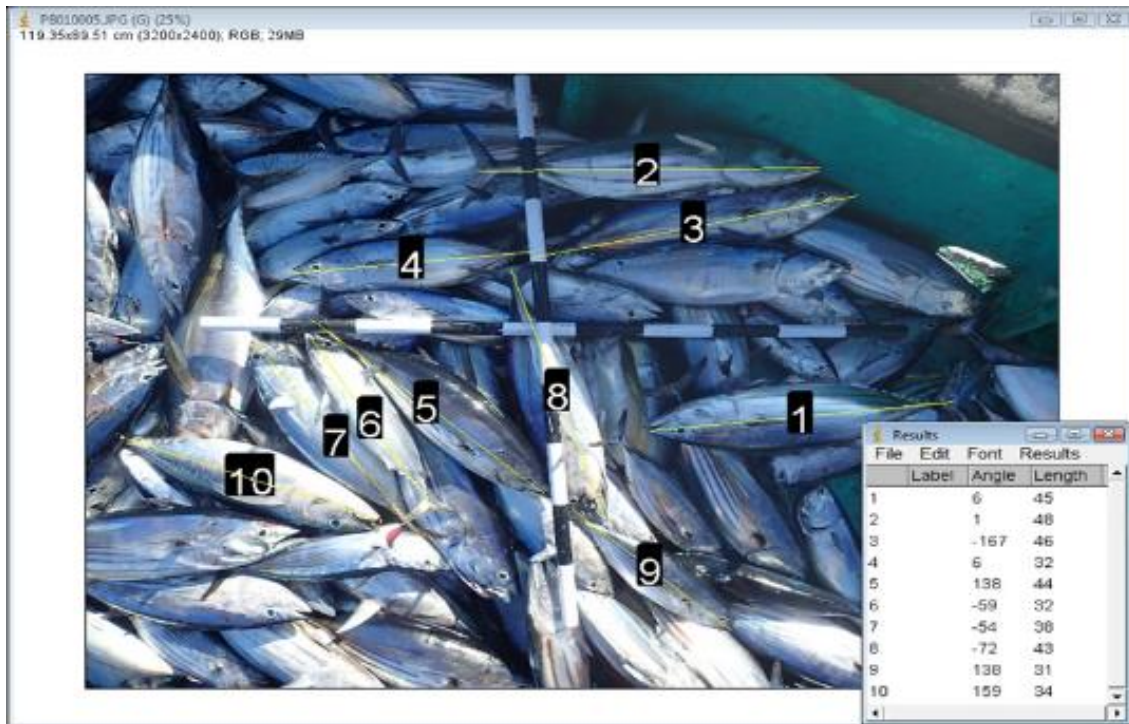 P8010005.JPG (G) (25%)
119.35x89.51 cm (3200x2400); RGB; 29MB
2
3
4
8
5
6
1
7
10
9
Results
File Edit Font Results
Label Angle Length
1 6 45
2 1 48
3 -167 46
4 6 32
5 138 44
6 -59 32
7 -54 38
8 -72 43
9 138 31
10 159 34